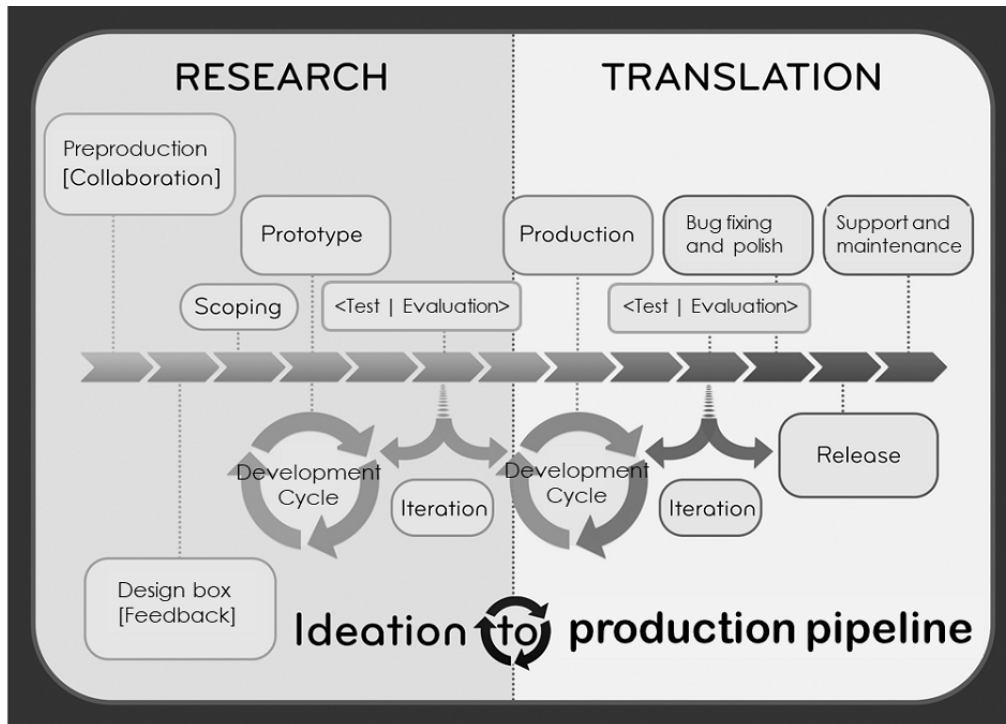 RESEARCH
TRANSLATION
Preproduction
[Collaboration]
Prototype
Production
Bug fixing
and polish
Support and
maintenance
Scoping
<Test | Evaluation>
<Test | Evaluation>
Development
Cycle
Iteration
Development
Cycle
Iteration
Release
Design box
[Feedback]
Ideation to production pipeline